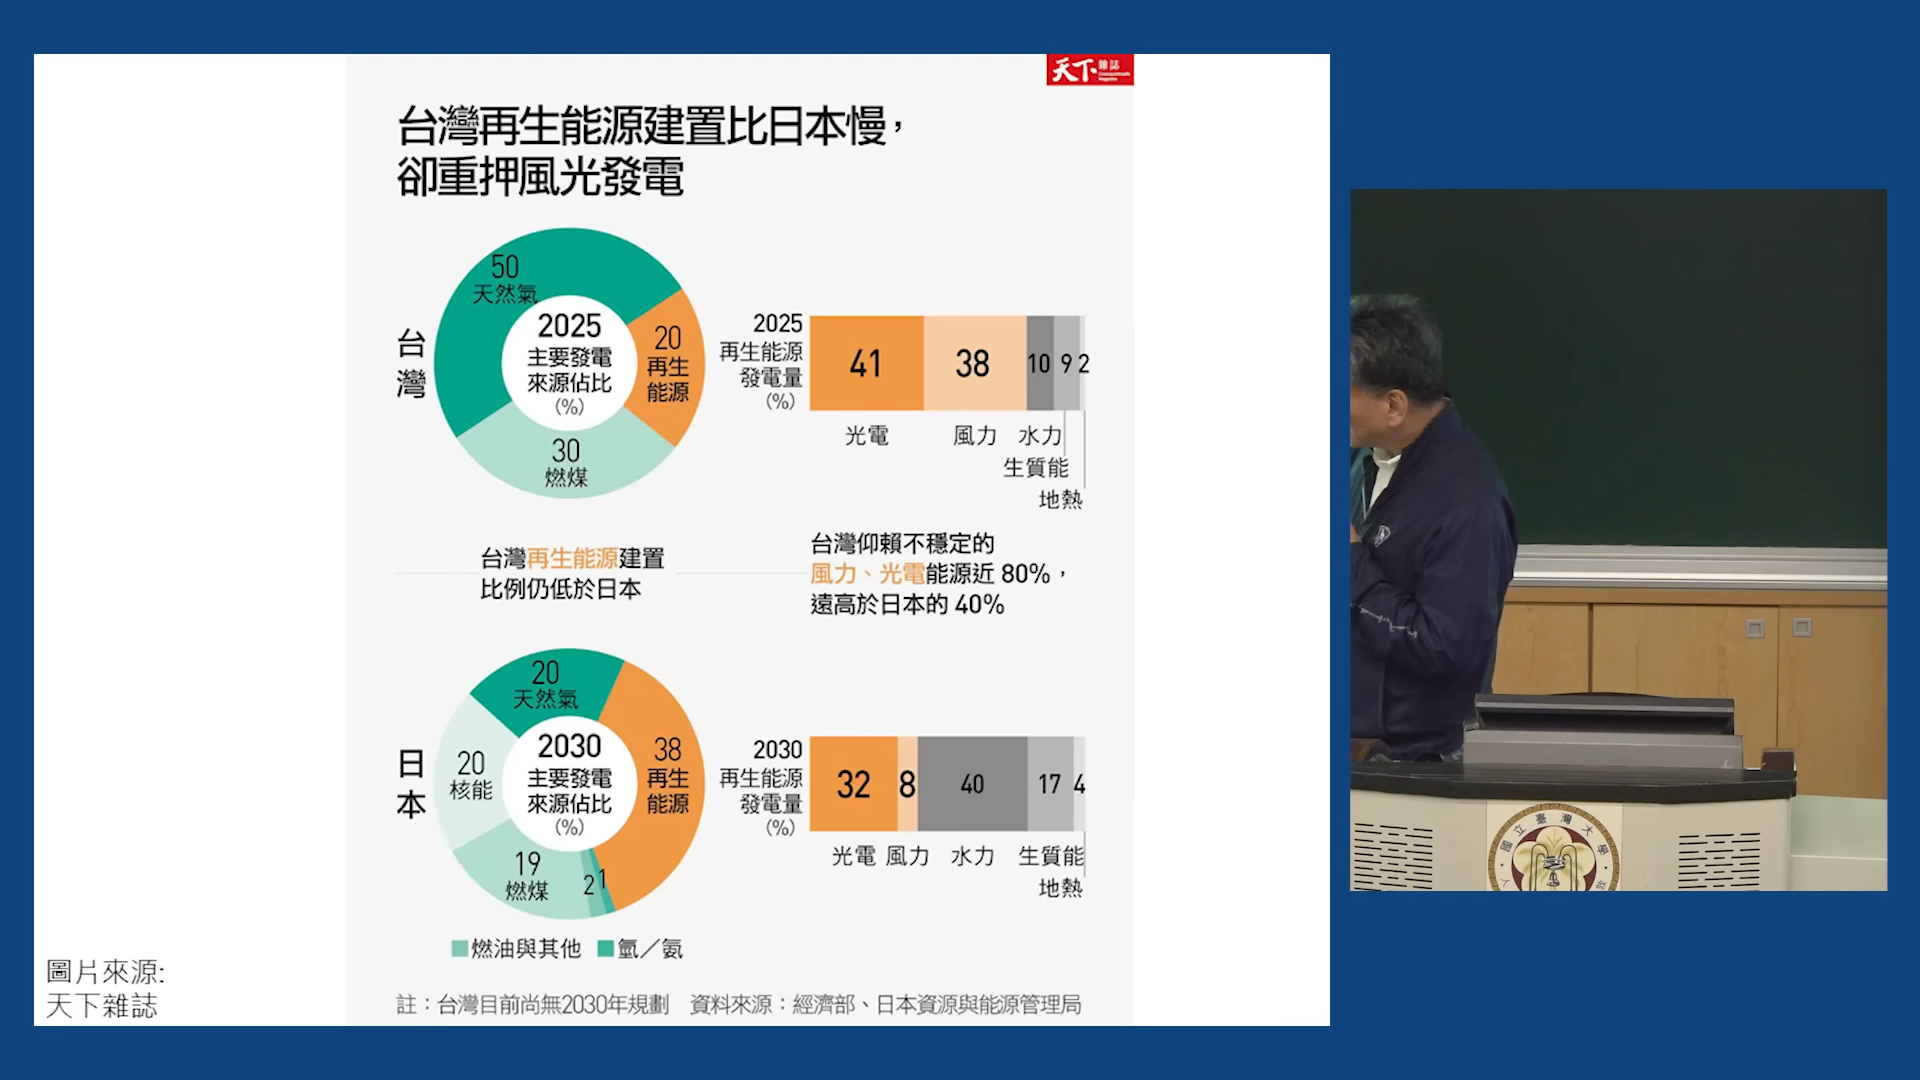 天下雜誌
台灣再生能源建置比日本慢，
卻重押風光發電
台灣
50
天然氣
20
再生
能源
30
燃煤
2025
主要發電
來源佔比
(%)
2025
再生能源
發電量
(%)
41
38
10
9
2
光電
風力
水力
生質能
地熱
台灣再生能源建置
比例仍低於日本
台灣仰賴不穩定的
風力、光電能源近 80%，
遠高於日本的 40%
日本
20
天然氣
38
再生
能源
20
核能
19
燃煤
2
1
2030
主要發電
來源佔比
(%)
2030
再生能源
發電量
(%)
32
8
40
17
4
光電
風力
水力
生質能
地熱
燃油與其他
氫／氨
註：台灣目前尚無2030年規劃 資料來源：經濟部、日本資源與能源管理局
圖片來源:
天下雜誌
國立臺灣大學